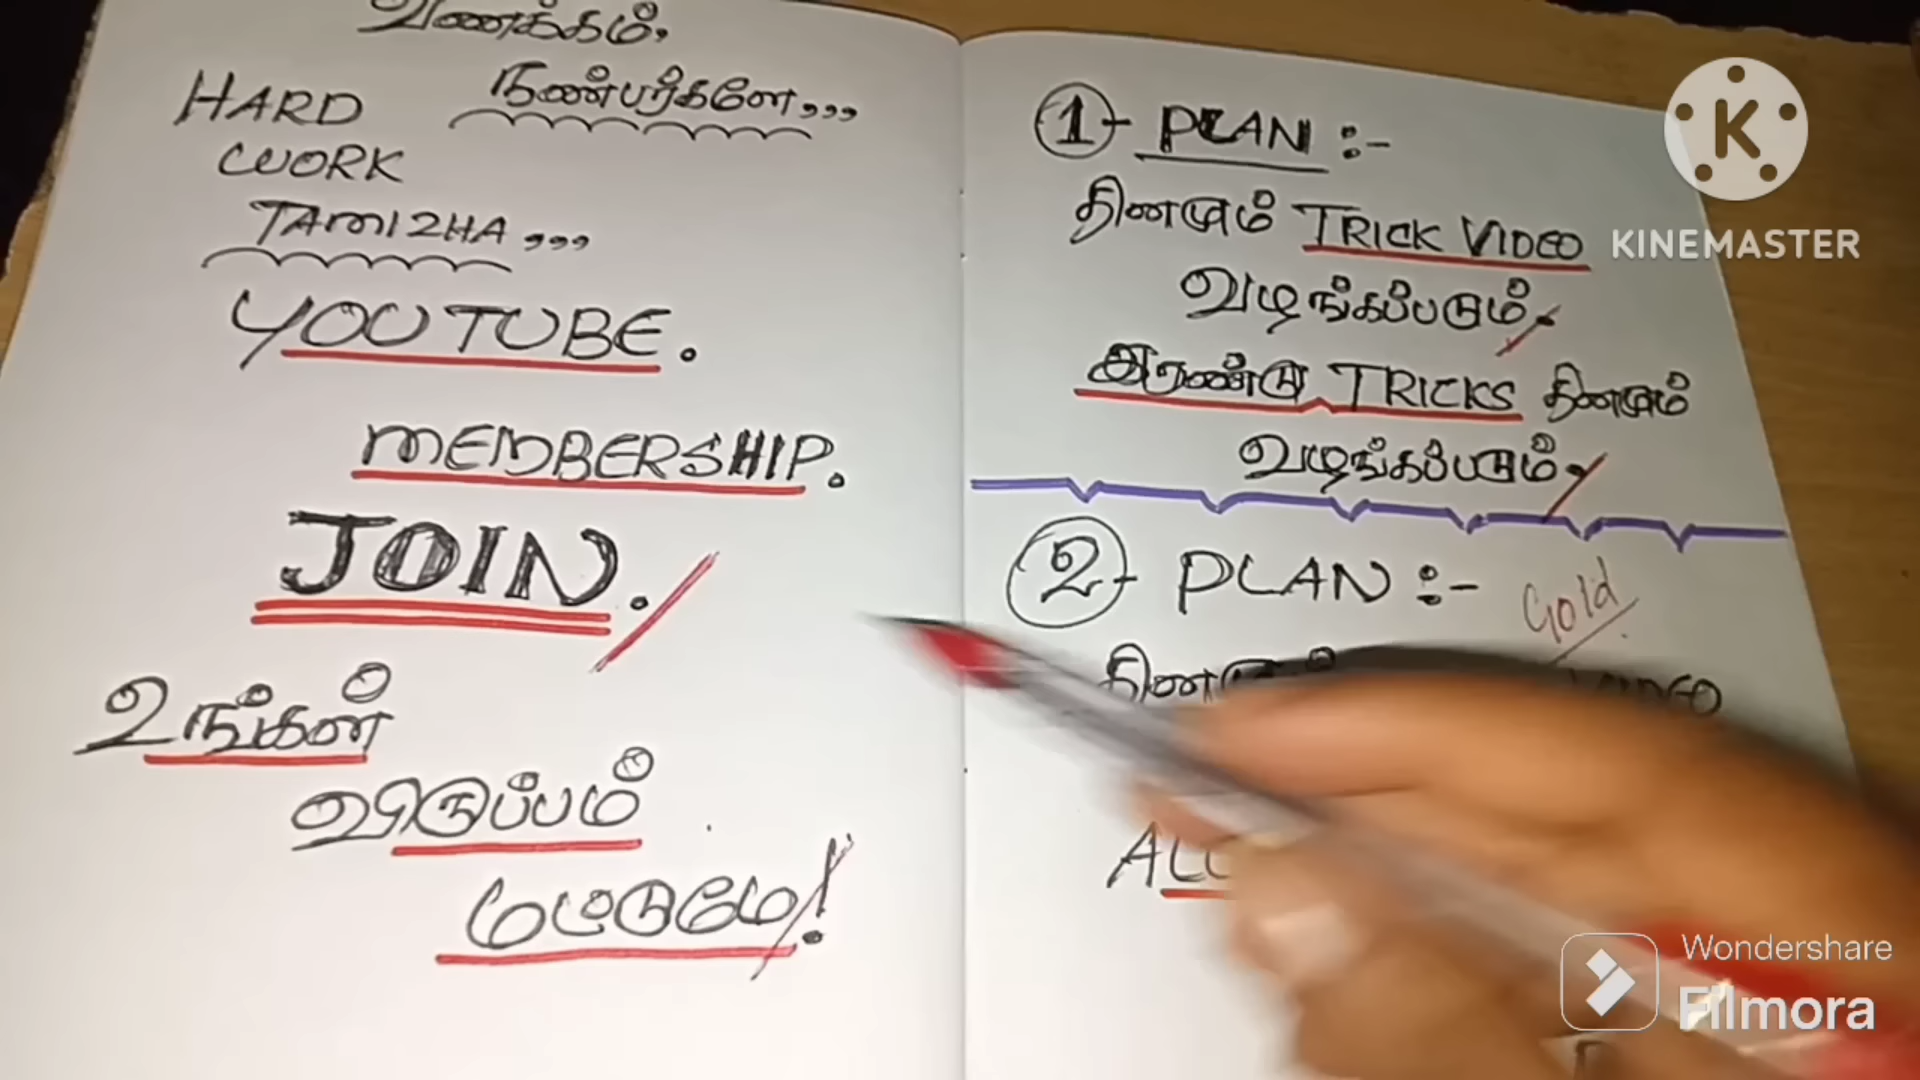 வணக்கம்,
நண்பர்களே,,,
HARD
WORK
TAMIZHA,,,
YOUTUBE.
MEMBERSHIP.
JOIN.
உங்கள்
விருப்பம்
மட்டுமே!
1- PLAN :-
தினமும் TRICK VIDEO
வழங்கப்படும்.
இரண்டு TRICKS தினமும்
வழங்கப்படும்.
2- PLAN :-
Gold
தினமும்
KINEMASTER
Wondershare
Filmora